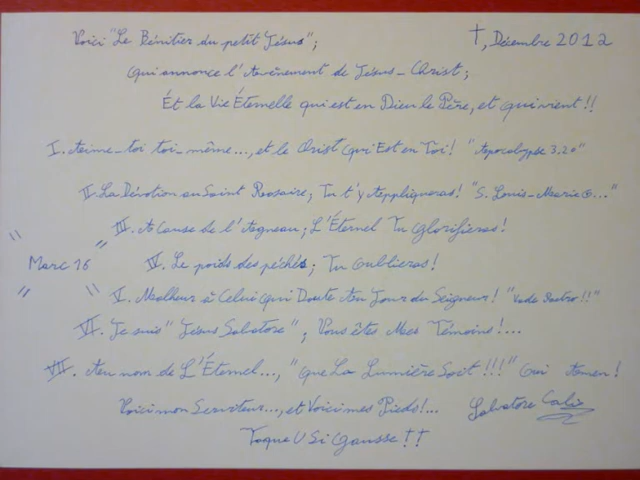 Voici "Le Bénitier du petit Jésus";
†, Décembre 2012
Qui annonce l'Avènement de Jésus-Christ;
Ét la Vie Éternelle qui est en Dieu le Père, et qui vient!!
I. Aime-toi toi-même..., et le Christ Qui Est en Toi! "Apocalypse 3.20"
II. La Dévotion au Saint Rosaire, Tu t'y Appliqueras! "S. Louis-Marie G..."
III. A Cause de l'Agneau; L'Éternel Tu Glorifieras!
"Marc 16"
IV. Le poids des péchés; Tu Oublieras!
V. Malheur à Celui Qui Doute Au Jour du Seigneur! "Vade Retro!!"
VI. Je suis "Jésus Salvatore"; Vous êtes Mes Témoins!...
VII. Au nom de L'Éternel..., "Que La Lumière Soit!!!" Oui Amen!
Voici mon Serviteur..., et Voici mes Pieds!...
Salvatore